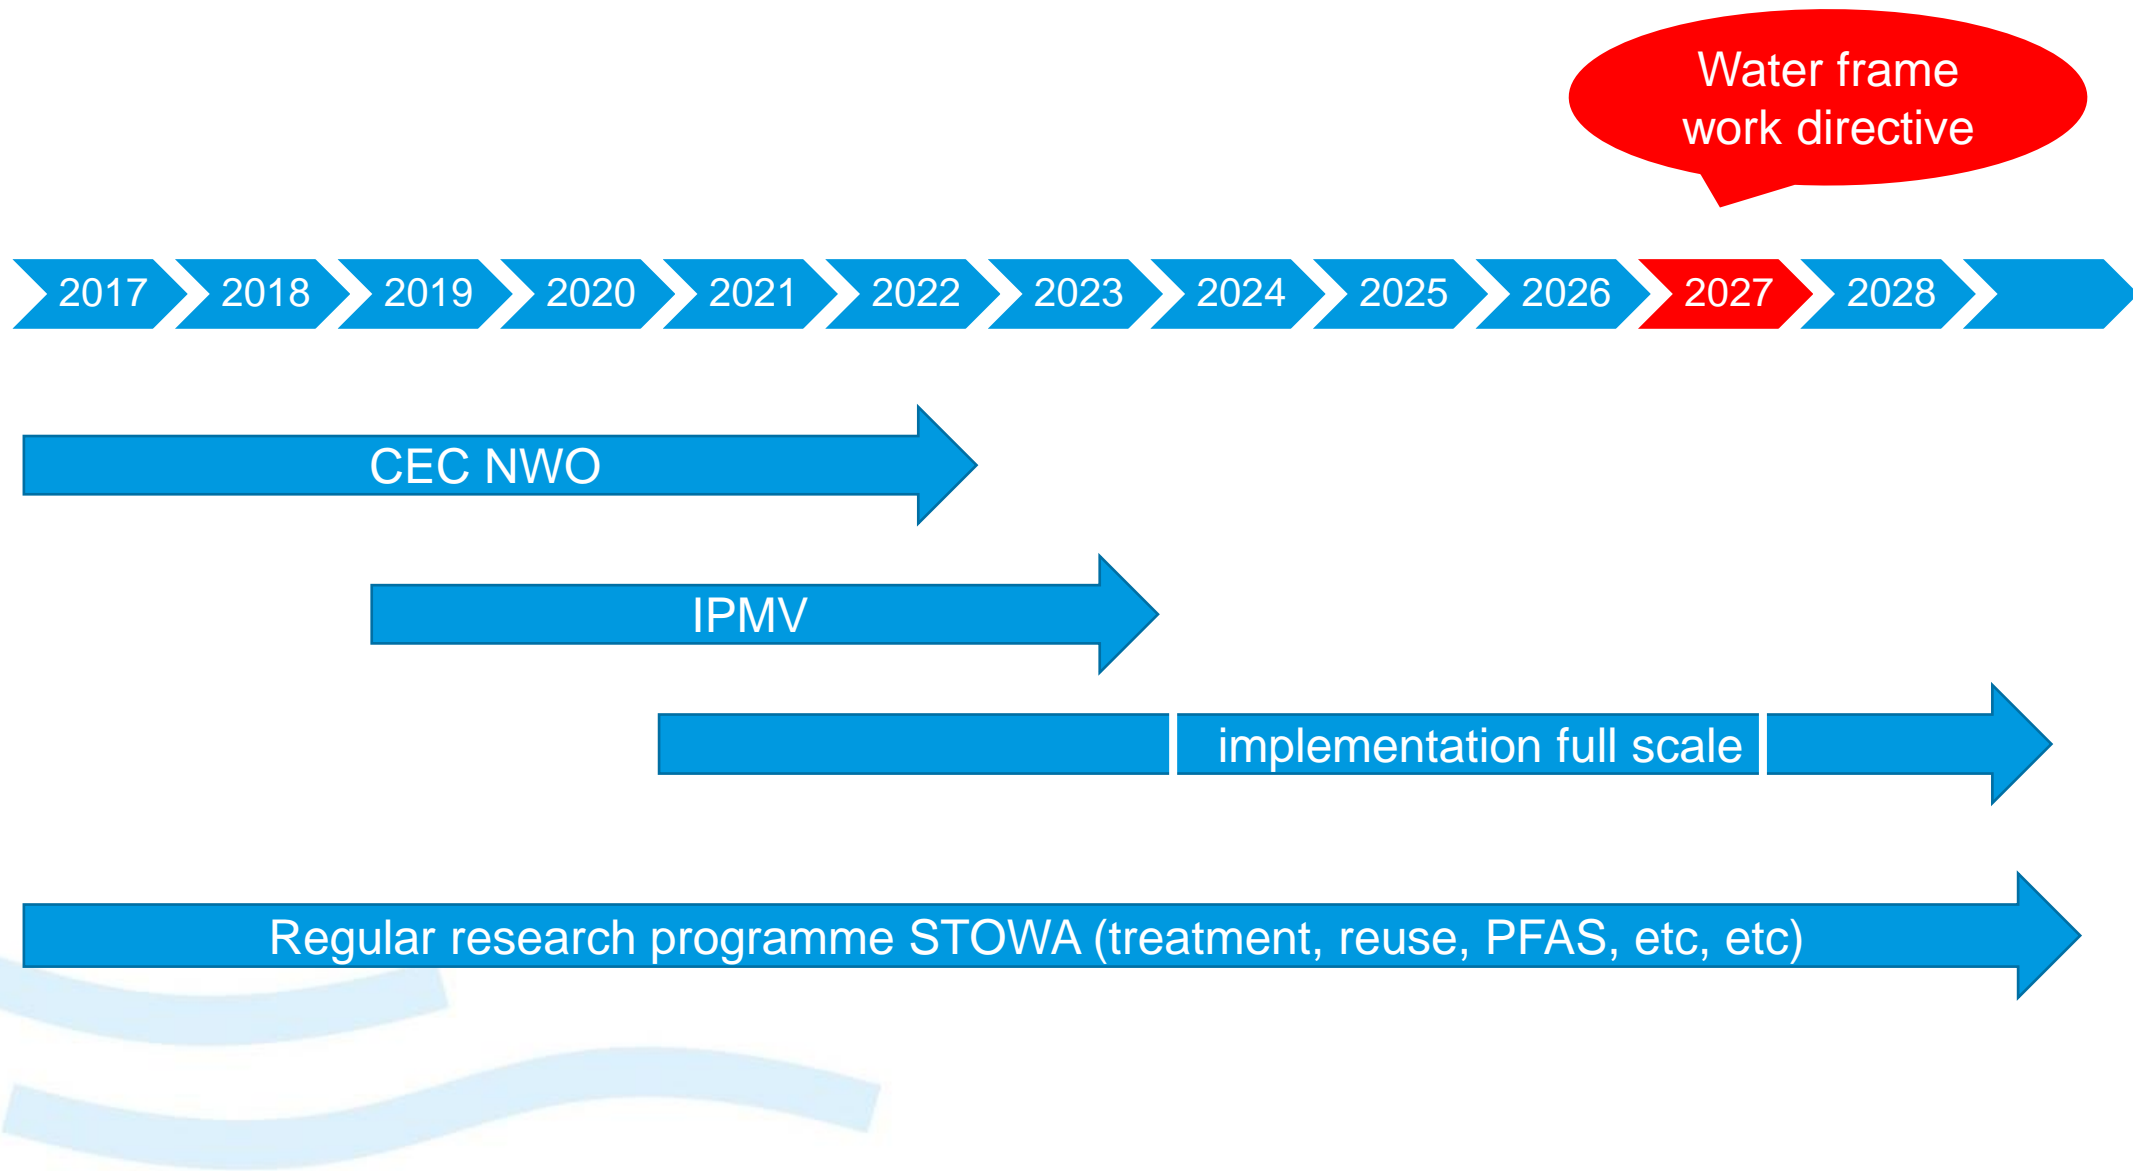 Water frame
work directive
2017 2018 2019 2020 2021 2022 2023 2024 2025 2026 2027 2028
CEC NWO
IPMV
implementation full scale
Regular research programme STOWA (treatment, reuse, PFAS, etc, etc)